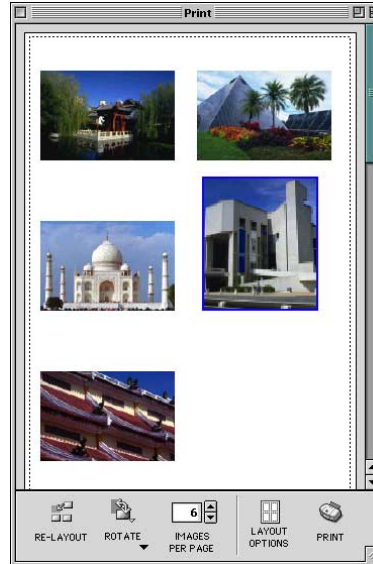 Print
RE-LAYOUT
ROTATE
6
IMAGES
PER PAGE
LAYOUT
OPTIONS
PRINT